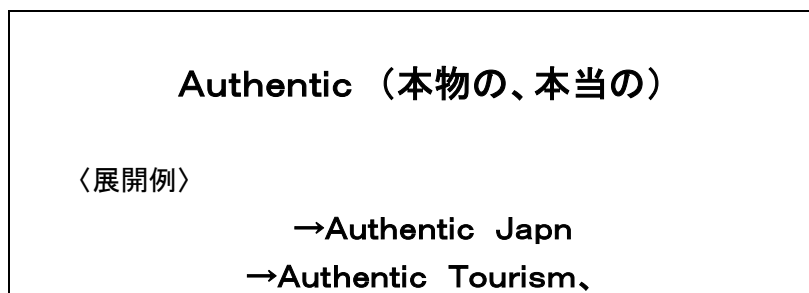 Authentic （本物の、本当の）
〈展開例〉
→Authentic Japn
→Authentic Tourism、